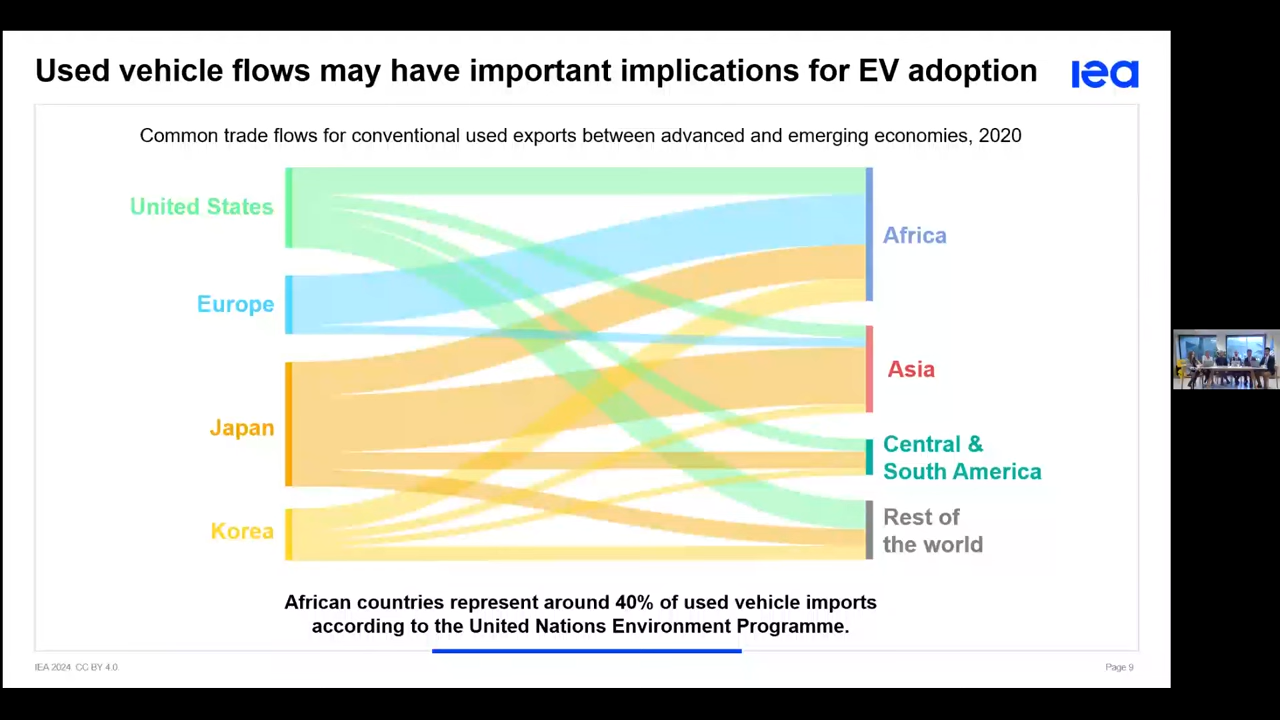 Used vehicle flows may have important implications for EV adoption
iea
Common trade flows for conventional used exports between advanced and emerging economies, 2020
United States
Europe
Japan
Korea
Africa
Asia
Central &
South America
Rest of
the world
African countries represent around 40% of used vehicle imports
according to the United Nations Environment Programme.
IEA 2024 CC BY 4.0
Page 9